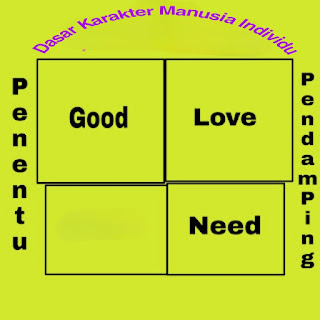 Dasar Karakter Manusia Individu
Penentu
Good
Love
Need
PendamPing